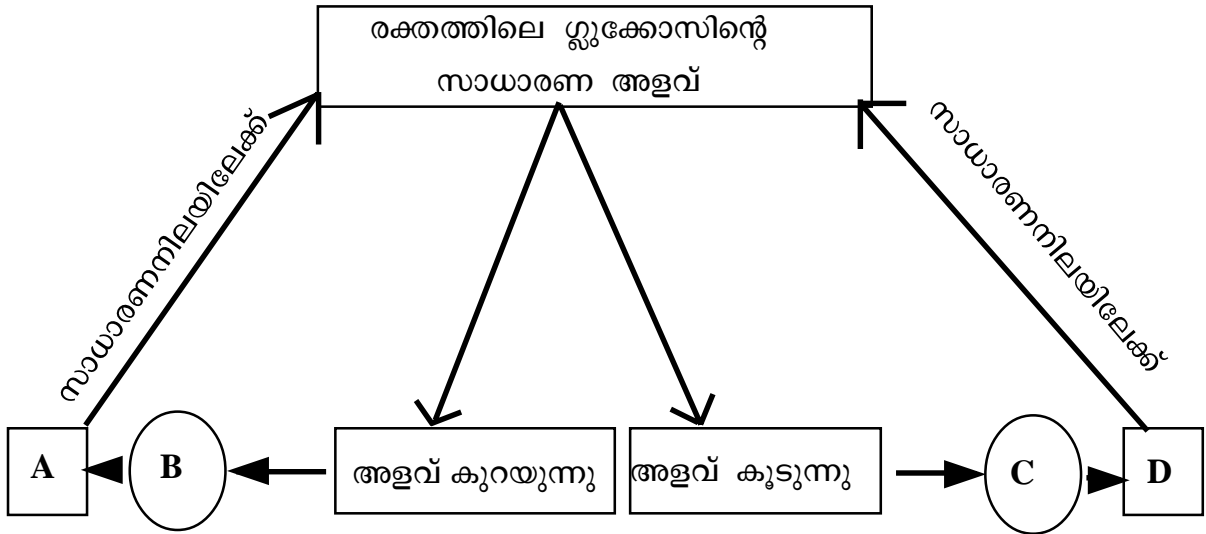 രക്തത്തിലെ ഗ്ലൂക്കോസിന്റെ
സാധാരണ അളവ്
സാധാരണനിലയിലേക്ക്
സാധാരണനിലയിലേക്ക്
A
B
അളവ് കുറയുന്നു
അളവ് കൂടുന്നു
C
D